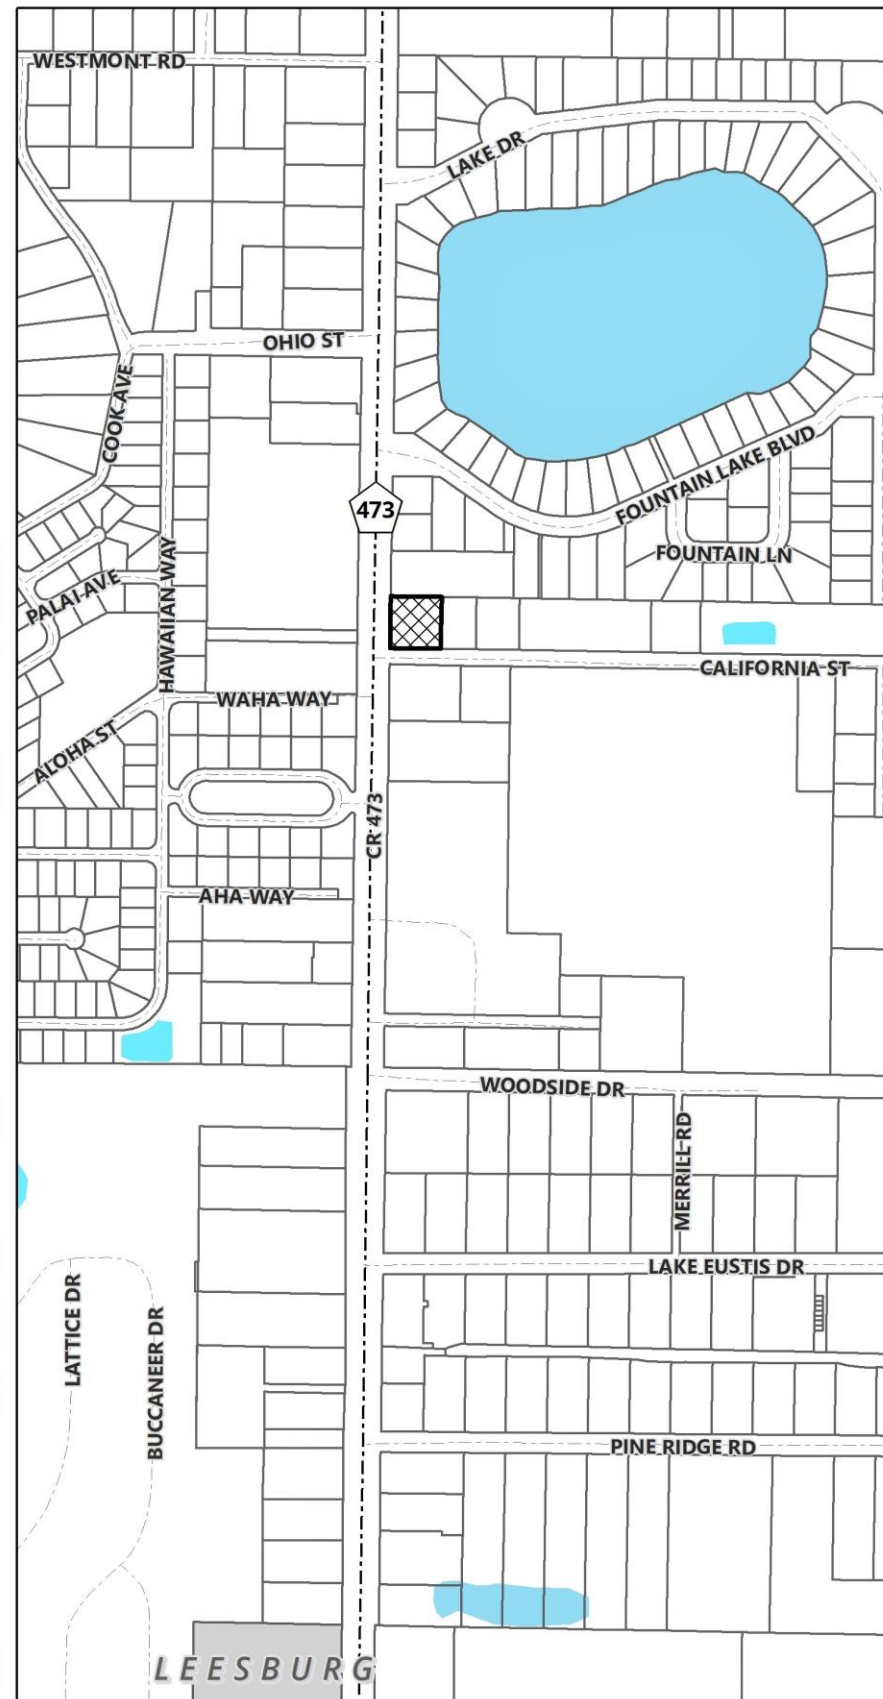 WESTMONT RD
LAKE DR
OHIO ST
COOK AVE
FOUNTAIN LAKE BLVD
473
FOUNTAIN LN
HAWAIIAN WAY
PALAI AVE
CALIFORNIA ST
WAHA WAY
ALOHA ST
CR 473
AHA WAY
WOODSIDE DR
MERRILL RD
LAKE EUSTIS DR
LATTICE DR
BUCCANEER DR
PINE RIDGE RD
LEESBURG